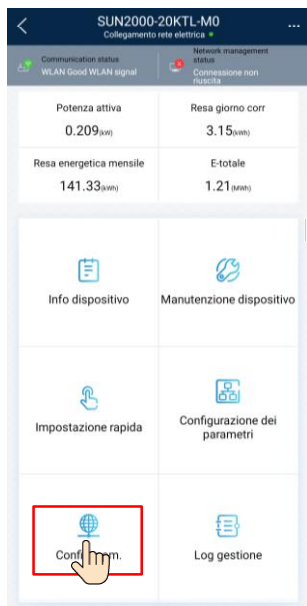 SUN2000-20KTL-M0
Collegamento rete elettrica
Communication status
WLAN Good WLAN signal
Network management
status
Connessione non
riuscita
Potenza attiva
0.209(kW)
Resa giorno corr
3.15(kWh)
Resa energetica mensile
141.33(kWh)
E-totale
1.21(MWh)
Info dispositivo
Manutenzione dispositivo
Impostazione rapida
Configurazione dei
parametri
Log gestione